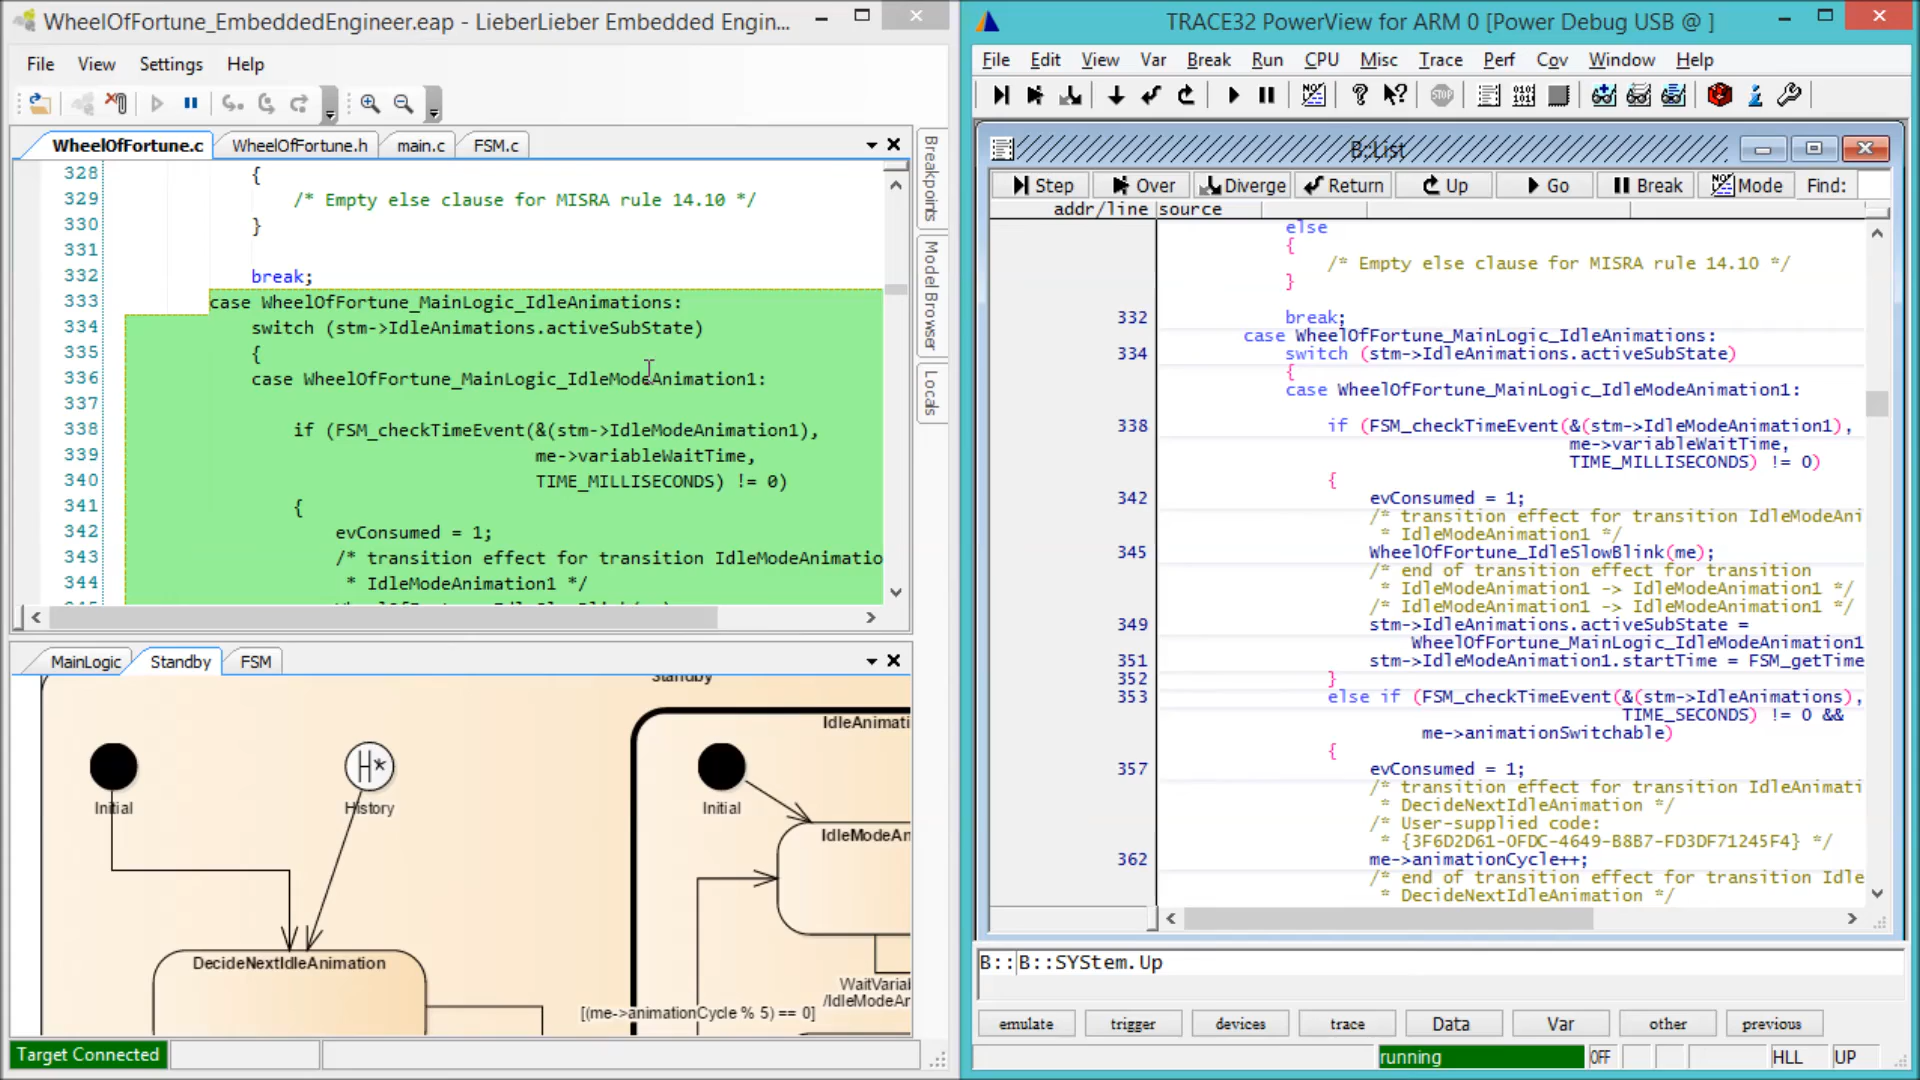 WheelOfFortune_EmbeddedEngineer.eap - LieberLieber Embedded Engin...
File View Settings Help
WheelOfFortune.c WheelOfFortune.h main.c FSM.c
328 {
329 /* Empty else clause for MISRA rule 14.10 */
330 }
331
332 break;
333 case WheelOfFortune_MainLogic_IdleAnimations:
334 switch (stm->IdleAnimations.activeSubState)
335 {
336 case WheelOfFortune_MainLogic_IdleModeAnimation1:
337
338 if (FSM_checkTimeEvent(&(stm->IdleModeAnimation1),
339 me->variableWaitTime,
340 TIME_MILLISECONDS) != 0)
341 {
342 evConsumed = 1;
343 /* transition effect for transition IdleModeAnimatio
344 * IdleModeAnimation1 */
Breakpoints
Model Browser
Locals
MainLogic Standby FSM
Standby
IdleAnimati
Initial
History
Initial
IdleModeAn
DecideNextIdleAnimation
WaitVarial
/IdleModeAr
[(me->animationCycle % 5) == 0]
Target Connected
TRACE32 PowerView for ARM 0 [Power Debug USB @ ]
File Edit View Var Break Run CPU Misc Trace Perf Cov Window Help
STOP
B::List
Step Over Diverge Return Up Go Break Mode Find:
addr/line source
else
{
/* Empty else clause for MISRA rule 14.10 */
}
332 break;
case WheelOfFortune_MainLogic_IdleAnimations:
334 switch (stm->IdleAnimations.activeSubState)
{
case WheelOfFortune_MainLogic_IdleModeAnimation1:
338 if (FSM_checkTimeEvent(&(stm->IdleModeAnimation1),
me->variableWaitTime,
TIME_MILLISECONDS) != 0)
{
342 evConsumed = 1;
/* transition effect for transition IdleModeAni
* IdleModeAnimation1 */
345 WheelOfFortune_IdleSlowBlink(me);
/* end of transition effect for transition
* IdleModeAnimation1 -> IdleModeAnimation1 */
/* IdleModeAnimation1 -> IdleModeAnimation1 */
349 stm->IdleAnimations.activeSubState =
WheelOfFortune_MainLogic_IdleModeAnimation1
351 stm->IdleModeAnimation1.startTime = FSM_getTime
352 }
353 else if (FSM_checkTimeEvent(&(stm->IdleAnimations),
TIME_SECONDS) != 0 &&
me->animationSwitchable)
{
357 evConsumed = 1;
/* transition effect for transition IdleAnimati
* DecideNextIdleAnimation */
/* User-supplied code:
* {3F6D2D61-0FDC-4649-B8B7-FD3DF71245F4} */
362 me->animationCycle++;
/* end of transition effect for transition Idle
* DecideNextIdleAnimation */
B::B::SYStem.Up
emulate trigger devices trace Data Var other previous
running OFF HLL UP